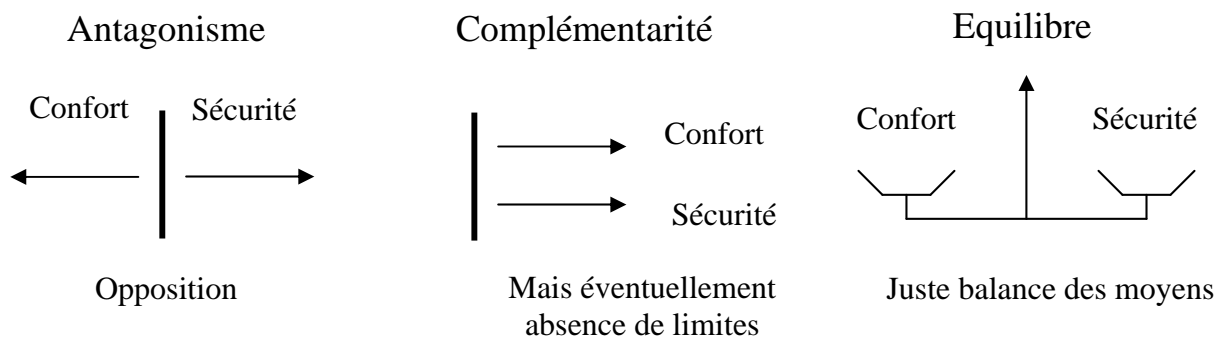 Antagonisme
Complémentarité
Equilibre
Confort
Sécurité
Confort
Sécurité
Confort
Sécurité
Opposition
Mais éventuellement
absence de limites
Juste balance des moyens